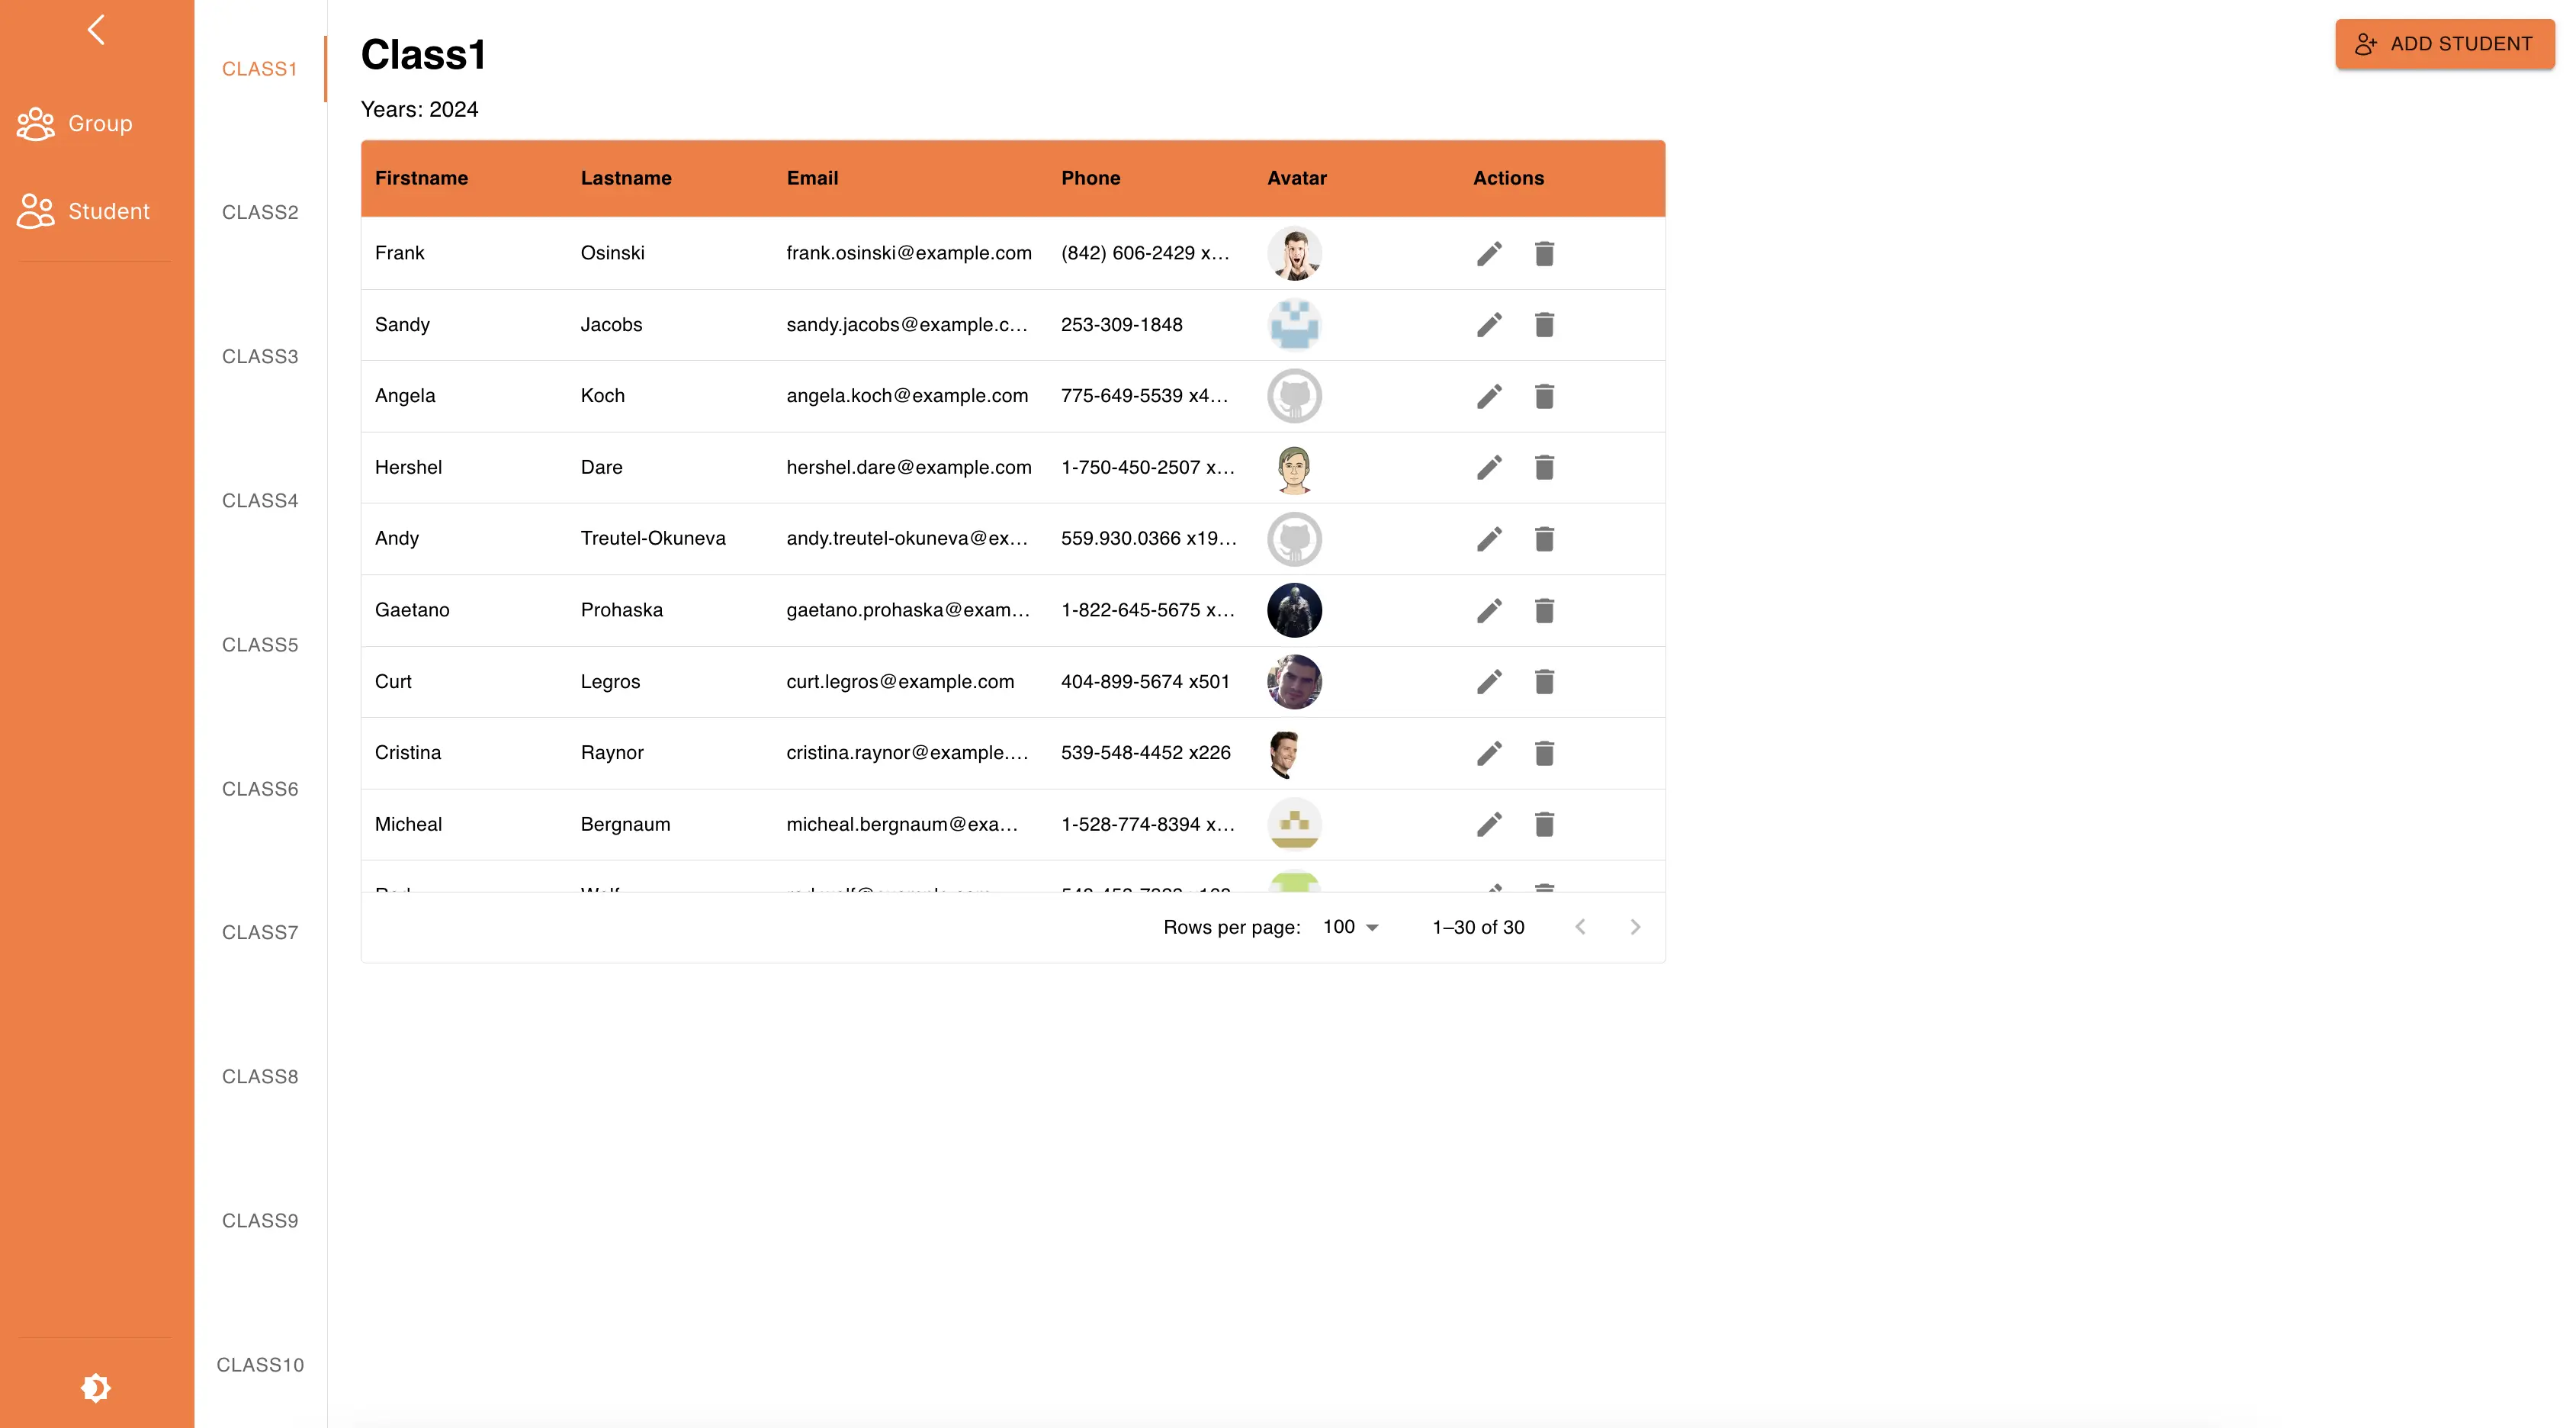 Group
Student
CLASS1
CLASS2
CLASS3
CLASS4
CLASS5
CLASS6
CLASS7
CLASS8
CLASS9
CLASS10
Class1
ADD STUDENT
Years: 2024
Firstname Lastname Email Phone Avatar Actions
Frank Osinski frank.osinski@example.com (842) 606-2429 x…
Sandy Jacobs sandy.jacobs@example.c… 253-309-1848
Angela Koch angela.koch@example.com 775-649-5539 x4…
Hershel Dare hershel.dare@example.com 1-750-450-2507 x…
Andy Treutel-Okuneva andy.treutel-okuneva@ex… 559.930.0366 x19…
Gaetano Prohaska gaetano.prohaska@exam… 1-822-645-5675 x…
Curt Legros curt.legros@example.com 404-899-5674 x501
Cristina Raynor cristina.raynor@example.… 539-548-4452 x226
Micheal Bergnaum micheal.bergnaum@exa… 1-528-774-8394 x…
Rows per page: 100 1–30 of 30